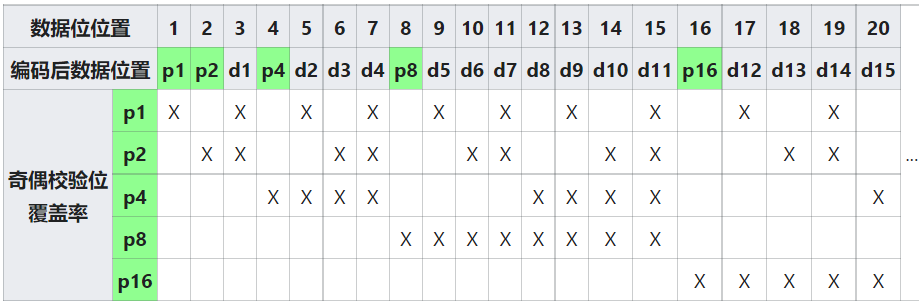 数据位位置 1 2 3 4 5 6 7 8 9 10 11 12 13 14 15 16 17 18 19 20
编码后数据位置 p1 p2 d1 p4 d2 d3 d4 p8 d5 d6 d7 d8 d9 d10 d11 p16 d12 d13 d14 d15
奇偶校验位
覆盖率
p1 X X X X X X X X X X
p2 X X X X X X X X X X
...
p4 X X X X X X X X X
p8 X X X X X X X X
p16 X X X X X